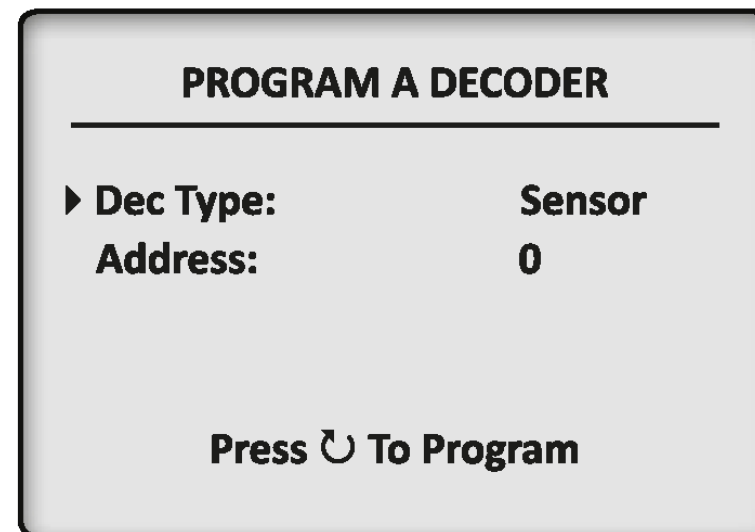 PROGRAM A DECODER
Dec Type: Sensor
Address: 0
Press ↻ To Program